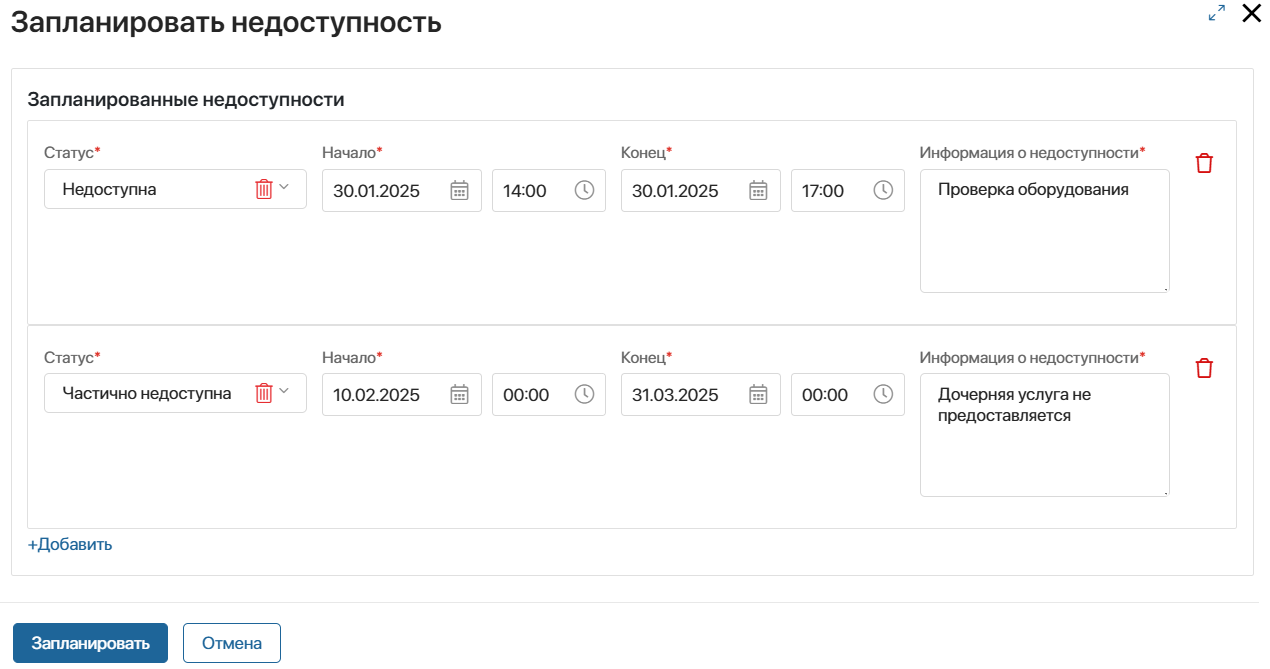 Запланировать недоступность
Запланированные недоступности
Статус* Начало* Конец* Информация о недоступности*
Недоступна 30.01.2025 14:00 30.01.2025 17:00 Проверка оборудования
Статус* Начало* Конец* Информация о недоступности*
Частично недоступна 10.02.2025 00:00 31.03.2025 00:00 Дочерняя услуга не
предоставляется
+Добавить
Запланировать Отмена